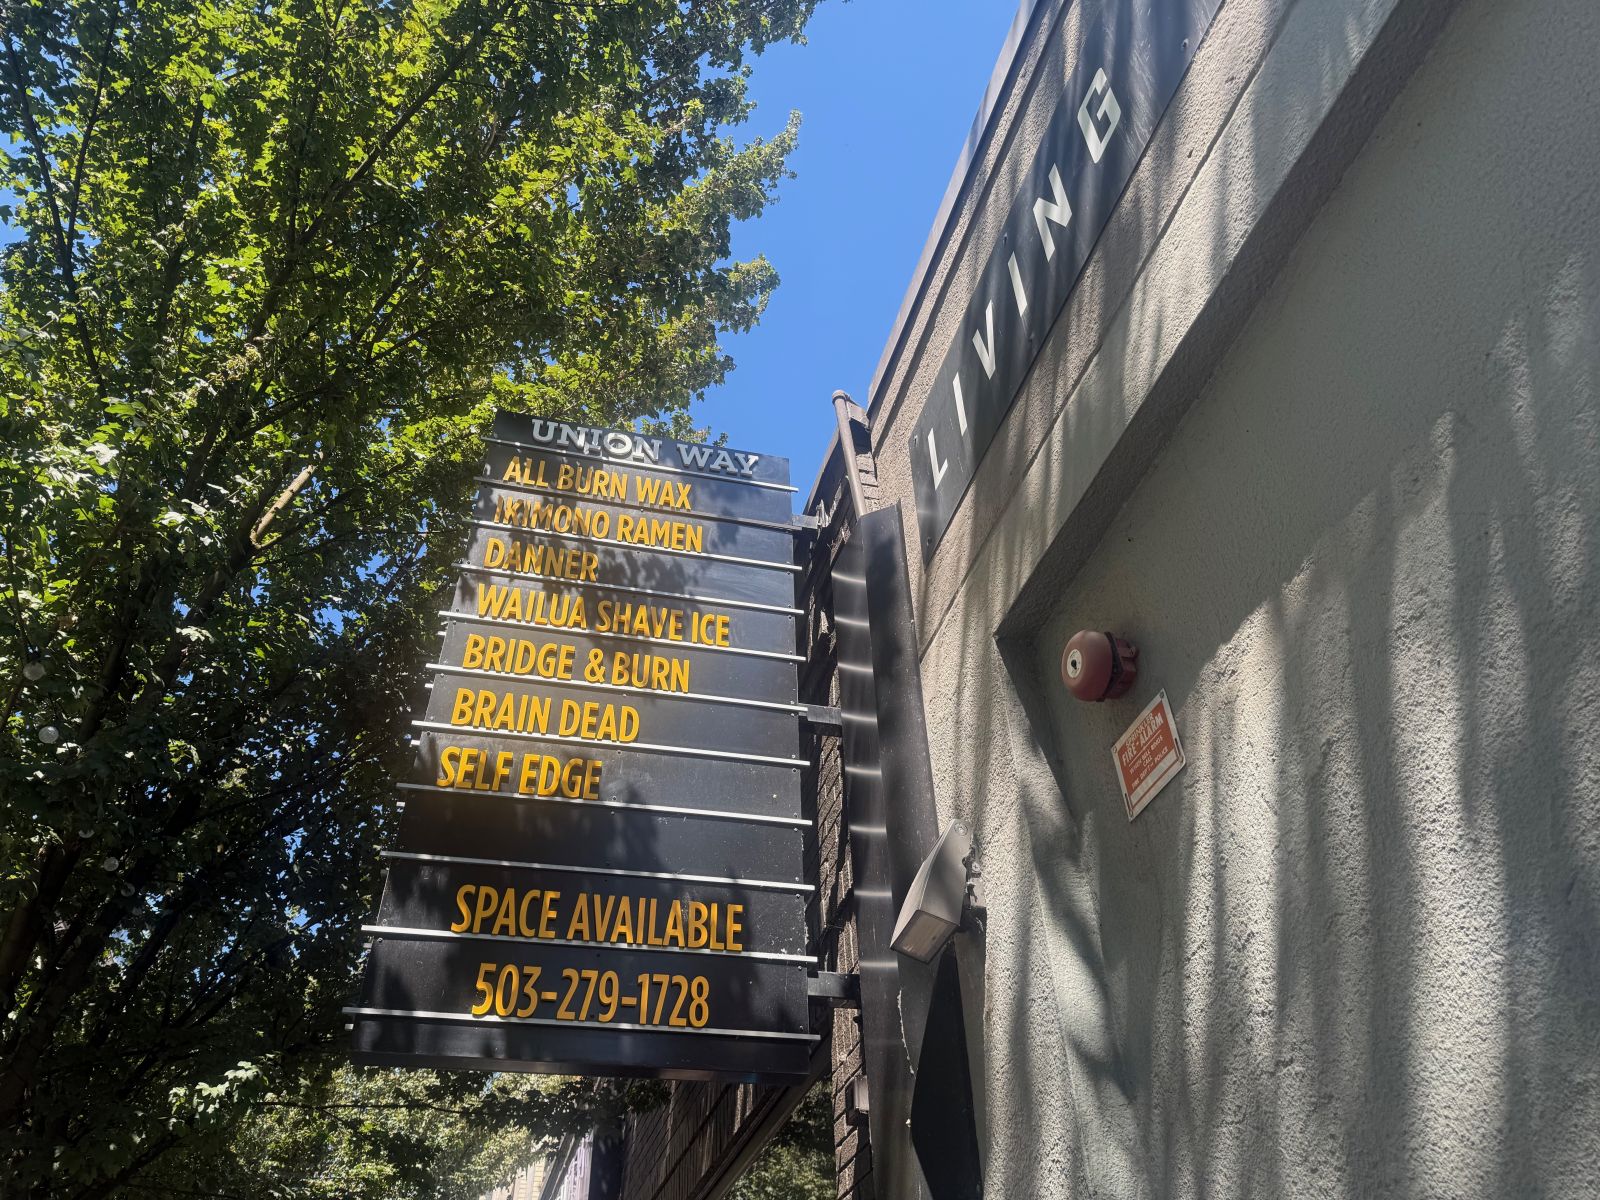 UNION WAY
ALL BURN WAX
IKIMONO RAMEN
DANNER
WAILUA SHAVE ICE
BRIDGE & BURN
BRAIN DEAD
SELF EDGE
SPACE AVAILABLE
503-279-1728
LIVING
FIRE-ALARM